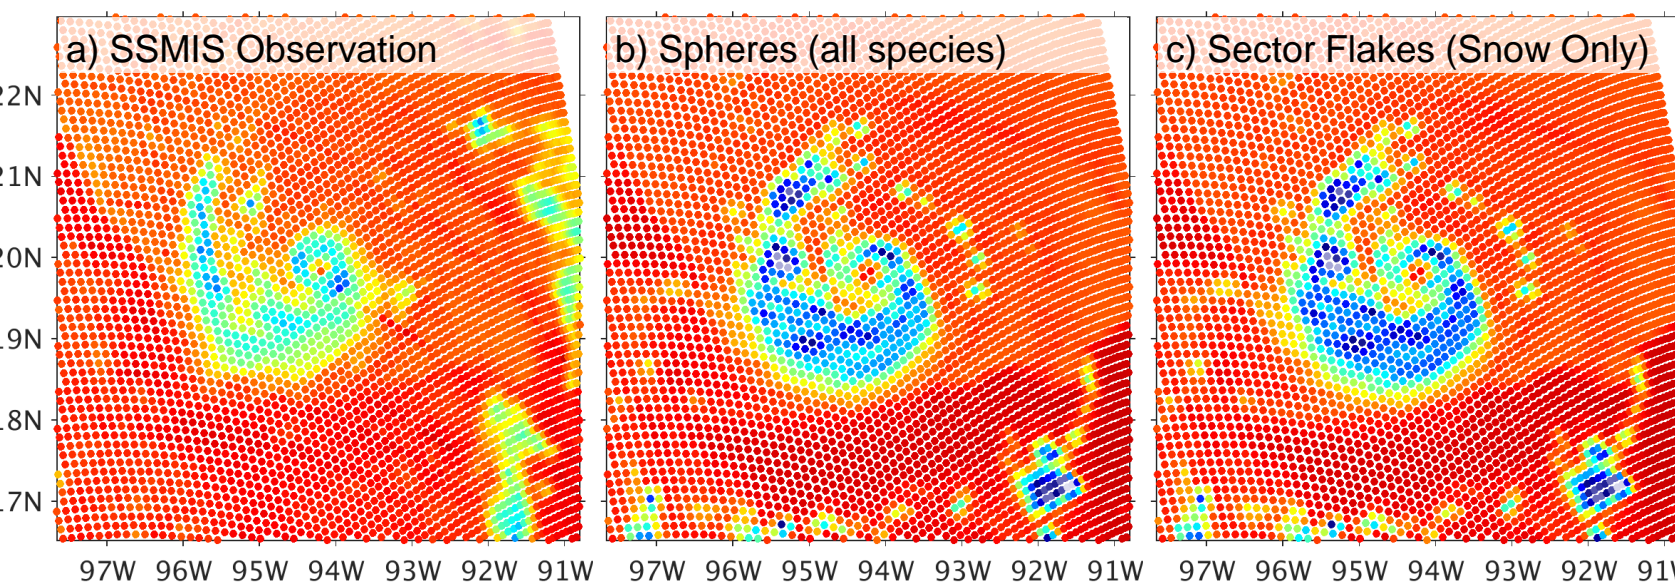 a) SSMIS Observation
b) Spheres (all species)
c) Sector Flakes (Snow Only)
22N
21N
20N
19N
18N
17N
97W 96W 95W 94W 93W 92W 91W
97W 96W 95W 94W 93W 92W 91W
97W 96W 95W 94W 93W 92W 91